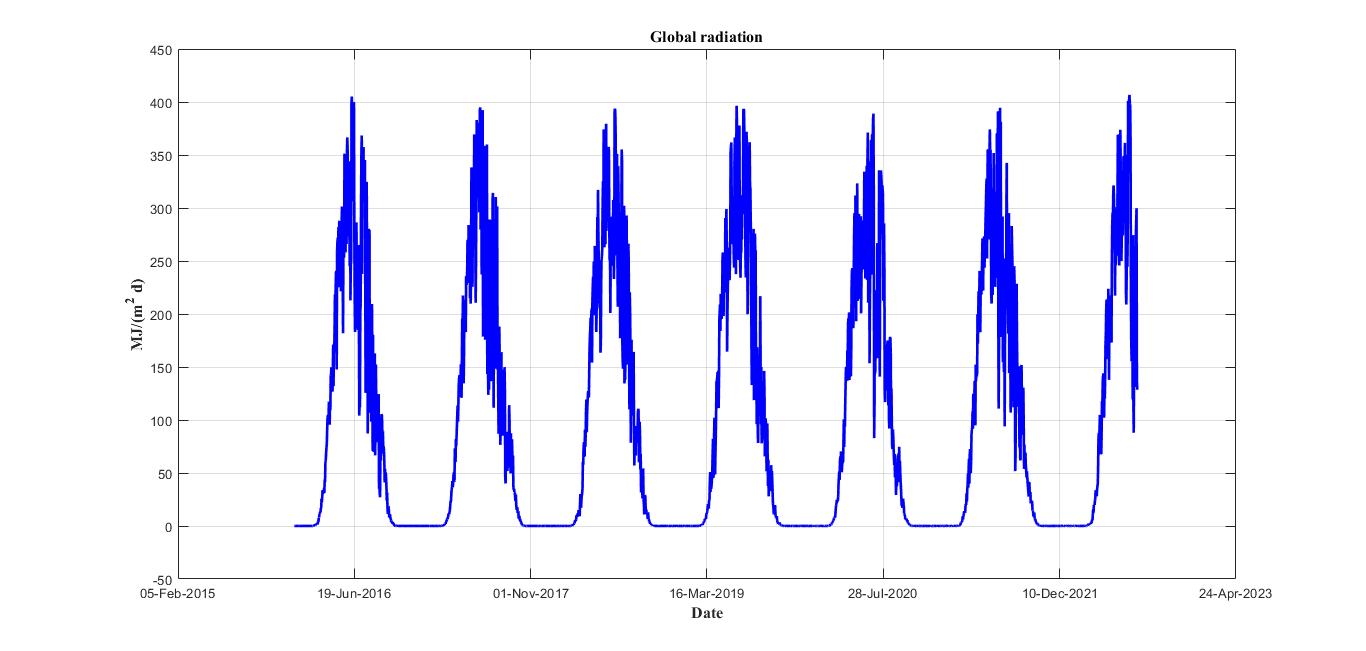 Global radiation
450
400
350
300
250
200
150
100
50
0
-50
MJ/(m² d)
05-Feb-2015 19-Jun-2016 01-Nov-2017 16-Mar-2019 28-Jul-2020 10-Dec-2021 24-Apr-2023
Date